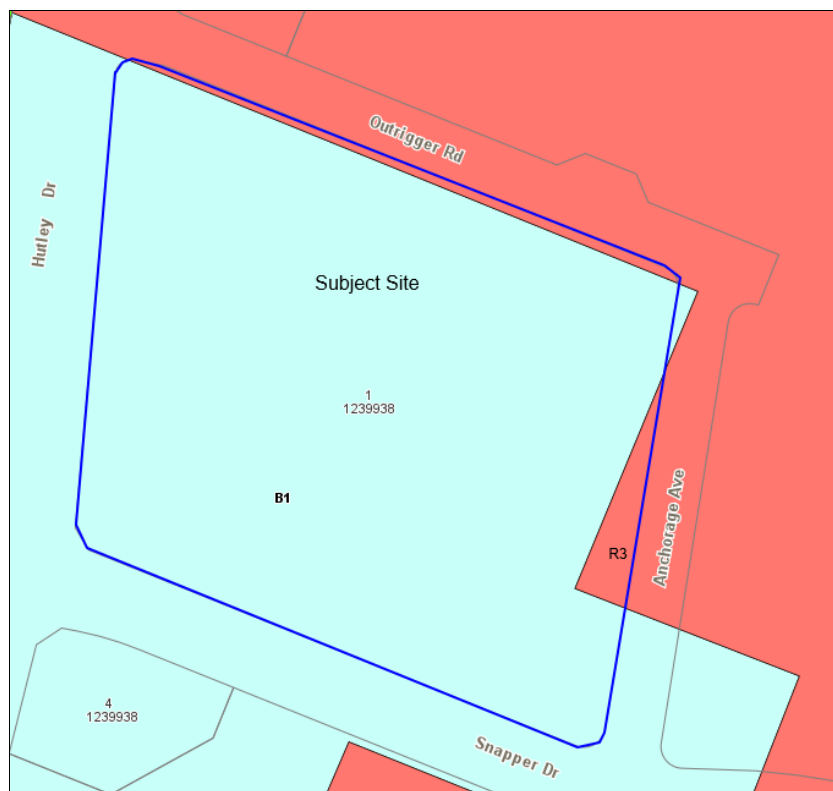 Outrigger Rd
Hutley Dr
Subject Site
1
1239938
B1
Anchorage Ave
R3
4
1239938
Snapper Dr